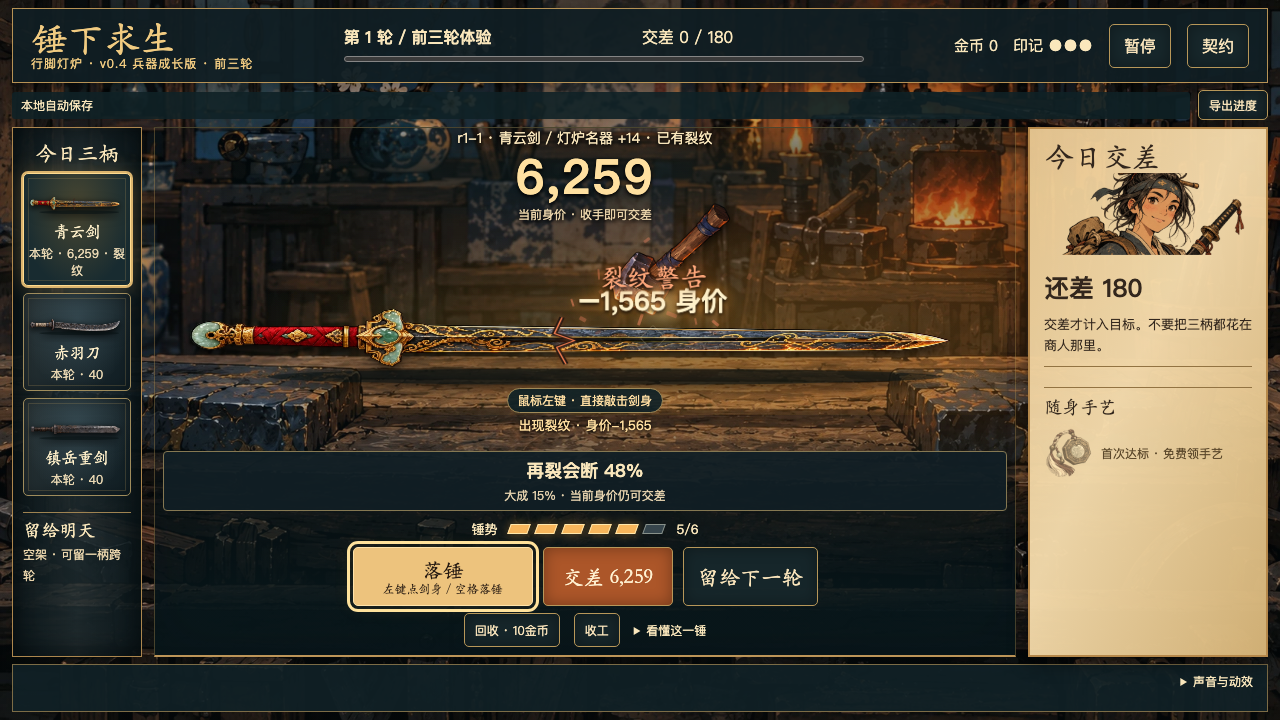 锤下求生
行脚灯炉 · v0.4 兵器成长版 · 前三轮
第 1 轮 / 前三轮体验
交差 0 / 180
金币 0
印记
暂停
契约
本地自动保存
导出进度
今日三柄
青云剑
本轮 · 6,259 · 裂
纹
赤羽刀
本轮 · 40
镇岳重剑
本轮 · 40
留给明天
空架 · 可留一柄跨
轮
r1-1 · 青云剑 / 灯炉名器 +14 · 已有裂纹
6,259
当前身价 · 收手即可交差
裂纹警告
−1,565 身价
鼠标左键 · 直接敲击剑身
出现裂纹 · 身价−1,565
再裂会断 48%
大成 15% · 当前身价仍可交差
锤势
5/6
落锤
左键点剑身 / 空格落锤
交差 6,259
留给下一轮
回收 · 10金币
收工
看懂这一锤
今日交差
还差 180
交差才计入目标。不要把三柄都花在
商人那里。
随身手艺
首次达标 · 免费领手艺
声音与动效